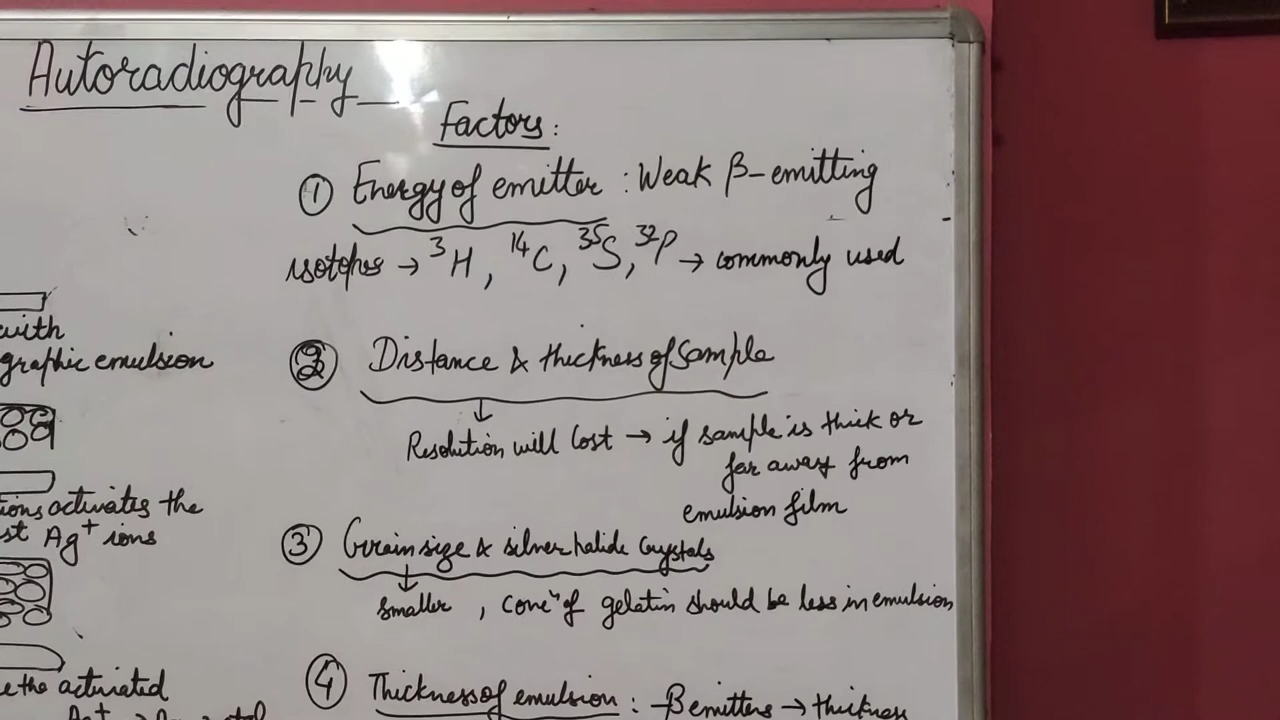 Autoradiography
Factors:
① Energy of emitter : Weak β-emitting
isotopes → ³H, ¹⁴C, ³⁵S, ³²P → commonly used
② Distance & thickness of sample
↓
Resolution will lost → if sample is thick or
far away from
emulsion film
③ Grain size & silver halide Crystals
↓
Smaller , concⁿ of gelatin should be less in emulsion
④ Thickness of emulsion : -β emitters → thickness
with
graphic emulsion
ions activates the
st Ag⁺ ions
the activated